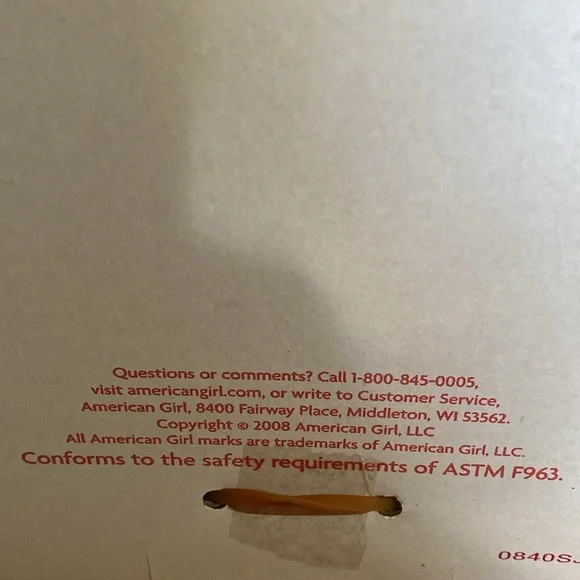 Questions or comments? Call 1-800-845-0005,
visit americangirl.com, or write to Customer Service,
American Girl, 8400 Fairway Place, Middleton, WI 53562.
Copyright © 2008 American Girl, LLC
All American Girl marks are trademarks of American Girl, LLC.
Conforms to the safety requirements of ASTM F963.